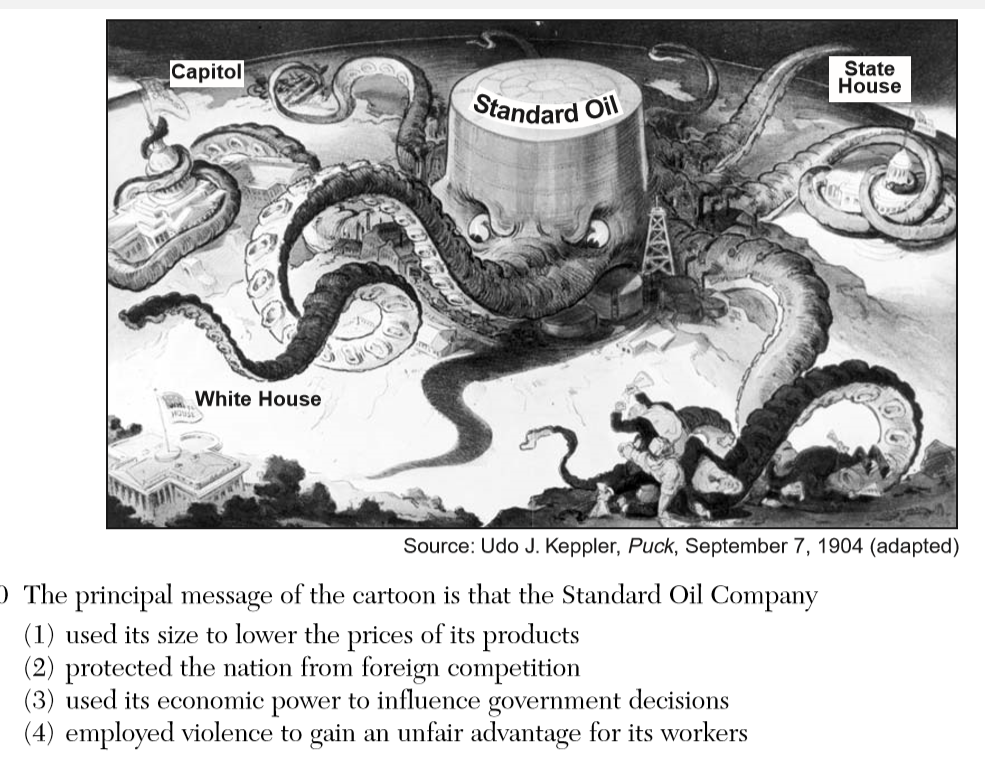 Capitol
State
House
Standard Oil
White House
HOUSE
Source: Udo J. Keppler, Puck, September 7, 1904 (adapted)
The principal message of the cartoon is that the Standard Oil Company
(1) used its size to lower the prices of its products
(2) protected the nation from foreign competition
(3) used its economic power to influence government decisions
(4) employed violence to gain an unfair advantage for its workers